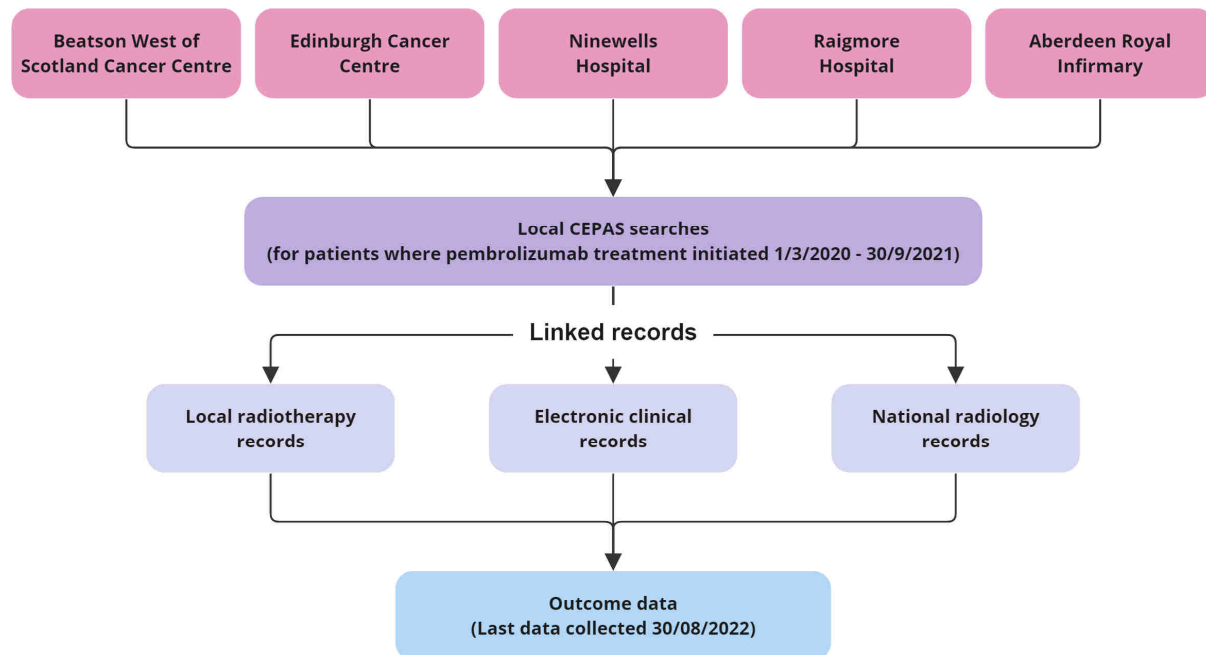 Beatson West of
Scotland Cancer Centre
Edinburgh Cancer
Centre
Ninewells
Hospital
Raigmore
Hospital
Aberdeen Royal
Infirmary
Local CEPAS searches
(for patients where pembrolizumab treatment initiated 1/3/2020 - 30/9/2021)
Linked records
Local radiotherapy
records
Electronic clinical
records
National radiology
records
Outcome data
(Last data collected 30/08/2022)